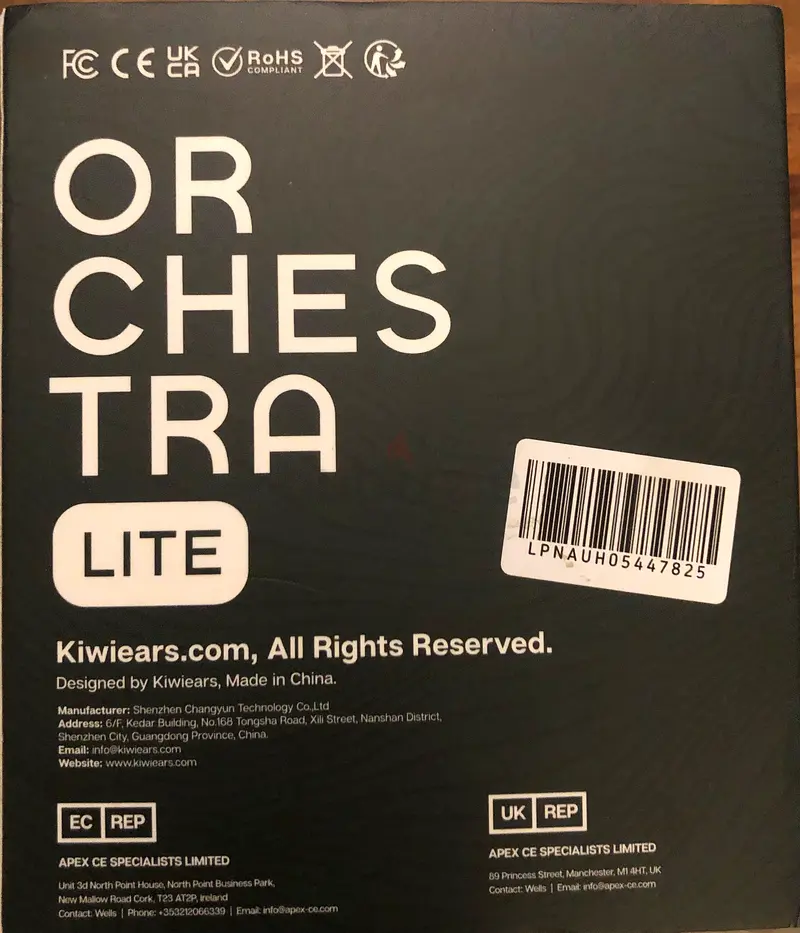 FC CE UK CA RoHS COMPLIANT
OR
CHES
TRA
LITE
LPNAUH05447825
Kiwiears.com, All Rights Reserved.
Designed by Kiwiears, Made in China.
Manufacturer: Shenzhen Changyun Technology Co.,Ltd
Address: 6/F, Kedar Building, No.168 Tongsha Road, Xili Street, Nanshan District,
Shenzhen City, Guangdong Province, China.
Email: info@kiwiears.com
Website: www.kiwiears.com
EC REP
APEX CE SPECIALISTS LIMITED
Unit 3d North Point House, North Point Business Park,
New Mallow Road Cork, T23 AT2P, Ireland
Contact: Wells | Phone: +353212066339 | Email: info@apex-ce.com
UK REP
APEX CE SPECIALISTS LIMITED
89 Princess Street, Manchester, M1 4HT, UK
Contact: Wells | Email: info@apex-ce.com